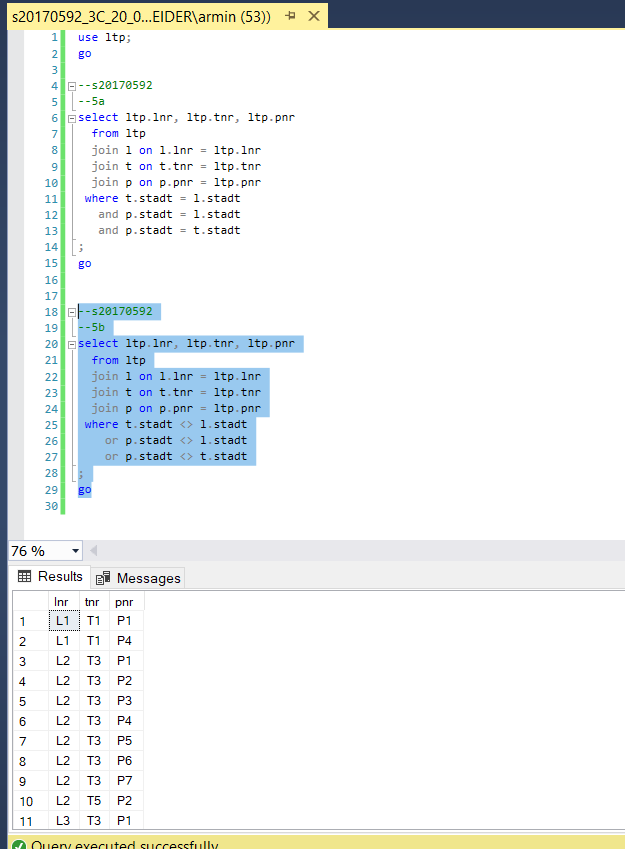 s20170592_3C_20_0...EIDER\armin (53))
1 use ltp;
2 go
3
4 --s20170592
5 --5a
6 select ltp.lnr, ltp.tnr, ltp.pnr
7 from ltp
8 join l on l.lnr = ltp.lnr
9 join t on t.tnr = ltp.tnr
10 join p on p.pnr = ltp.pnr
11 where t.stadt = l.stadt
12 and p.stadt = l.stadt
13 and p.stadt = t.stadt
14 ;
15 go
16
17
18 --s20170592
19 --5b
20 select ltp.lnr, ltp.tnr, ltp.pnr
21 from ltp
22 join l on l.lnr = ltp.lnr
23 join t on t.tnr = ltp.tnr
24 join p on p.pnr = ltp.pnr
25 where t.stadt <> l.stadt
26 or p.stadt <> l.stadt
27 or p.stadt <> t.stadt
28 ;
29 go
30
76 %
Results Messages
lnr tnr pnr
1 L1 T1 P1
2 L1 T1 P4
3 L2 T3 P1
4 L2 T3 P2
5 L2 T3 P3
6 L2 T3 P4
7 L2 T3 P5
8 L2 T3 P6
9 L2 T3 P7
10 L2 T5 P2
11 L3 T3 P1
Query executed successfully